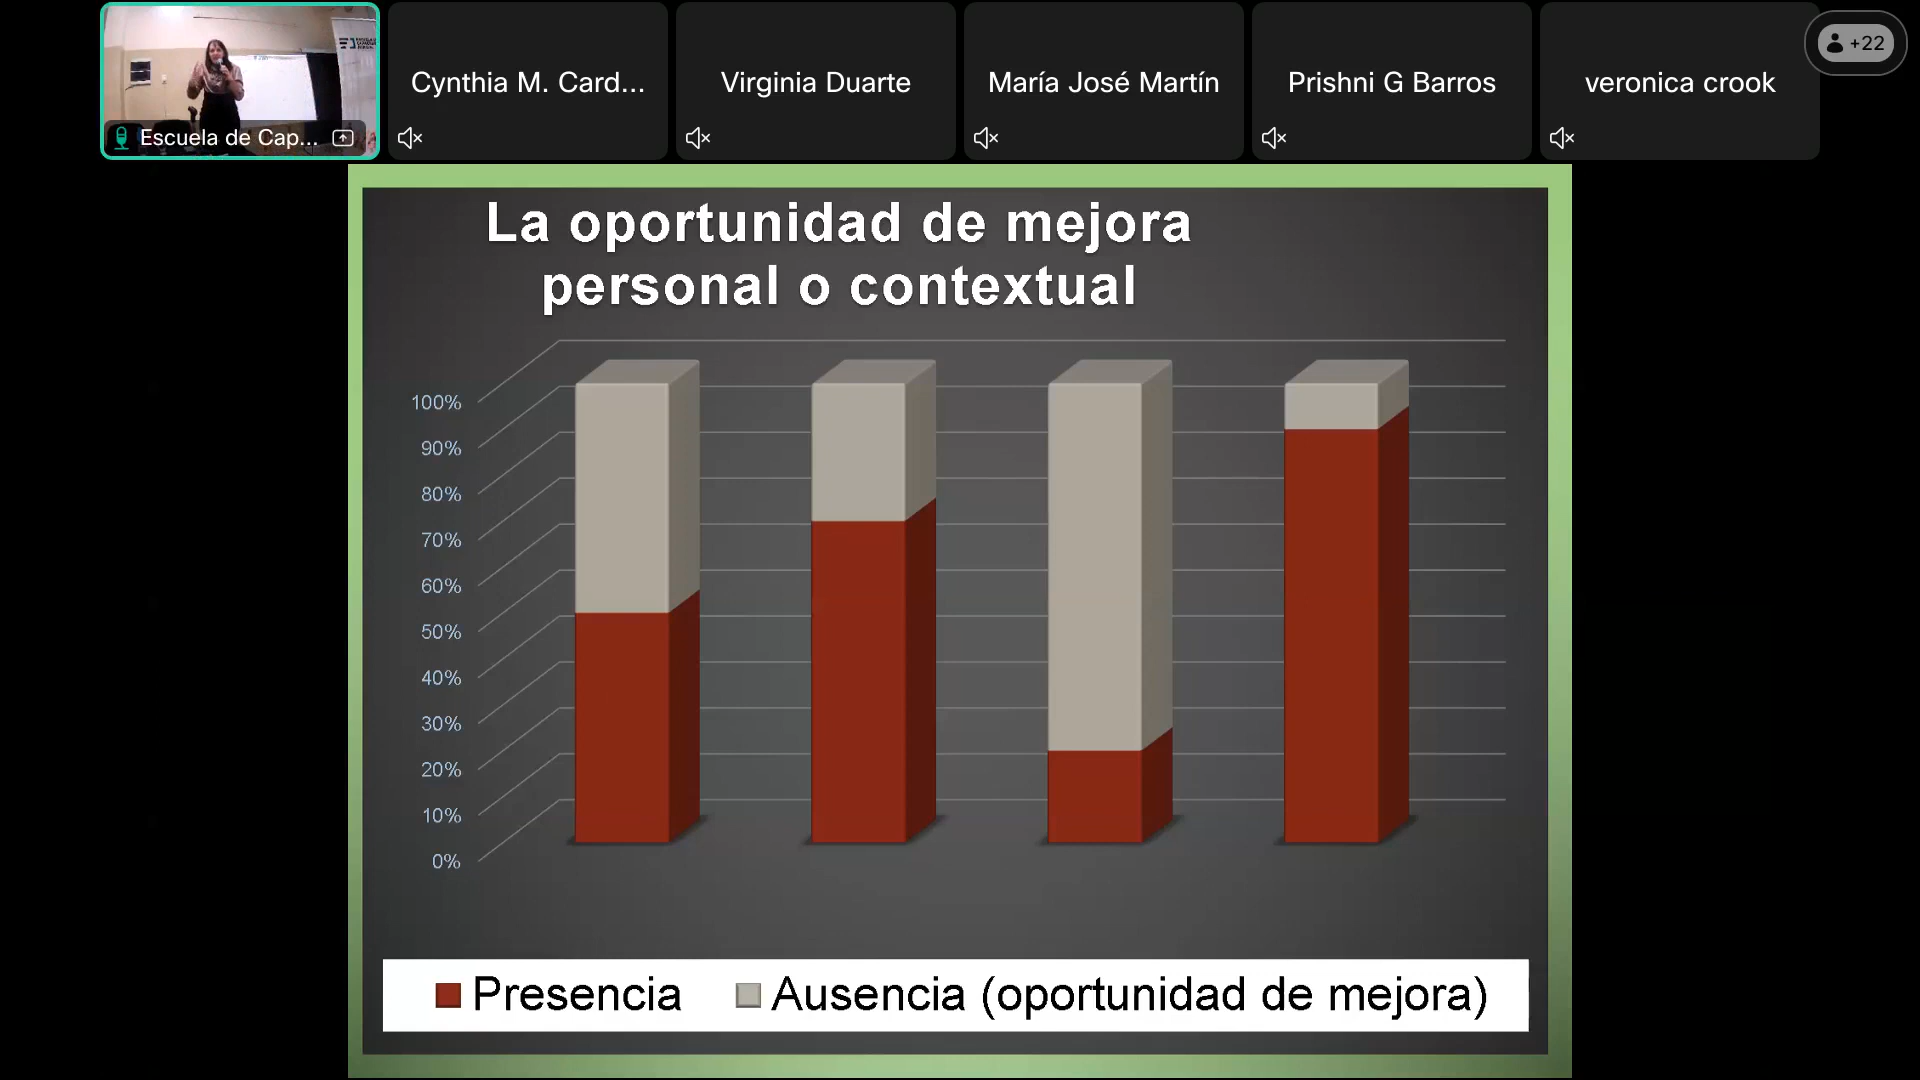 Escuela de Cap...
Cynthia M. Card...
Virginia Duarte
María José Martín
Prishni G Barros
veronica crook
+22
La oportunidad de mejora
personal o contextual
100%
90%
80%
70%
60%
50%
40%
30%
20%
10%
0%
Presencia
Ausencia (oportunidad de mejora)